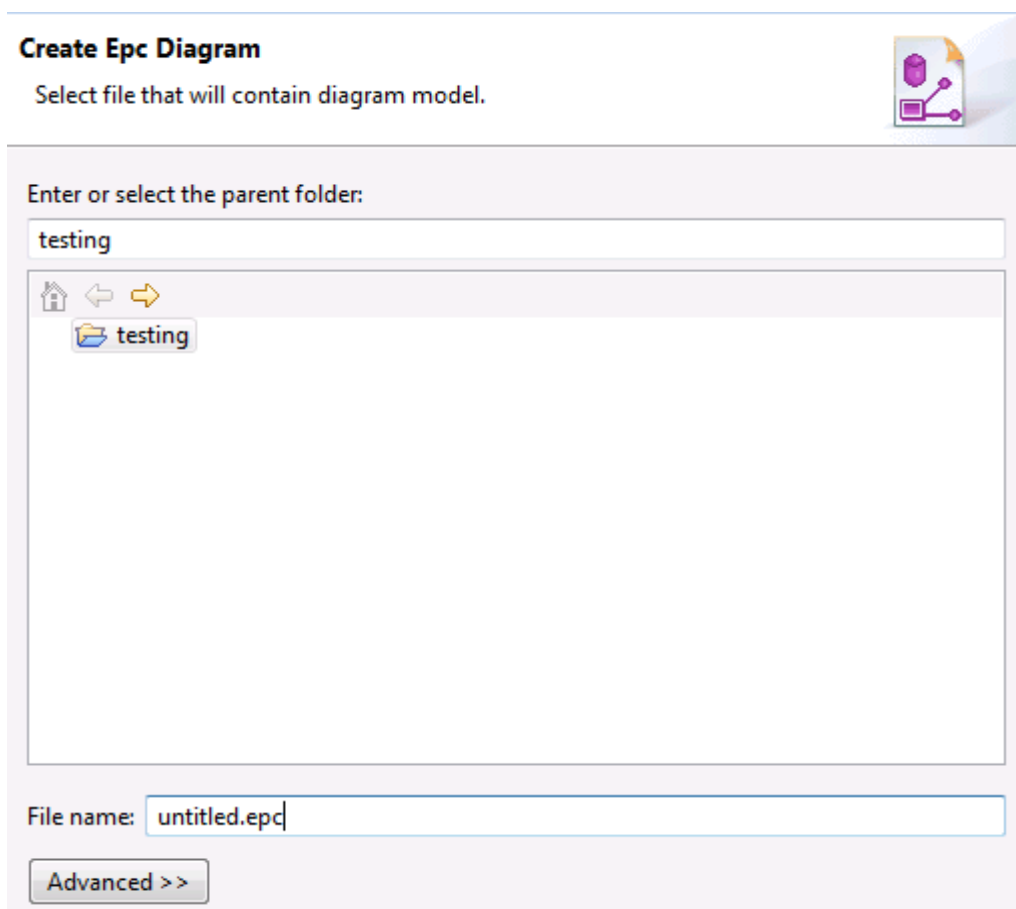 Create Epc Diagram
Select file that will contain diagram model.
Enter or select the parent folder:
testing
testing
File name: untitled.epc
Advanced >>